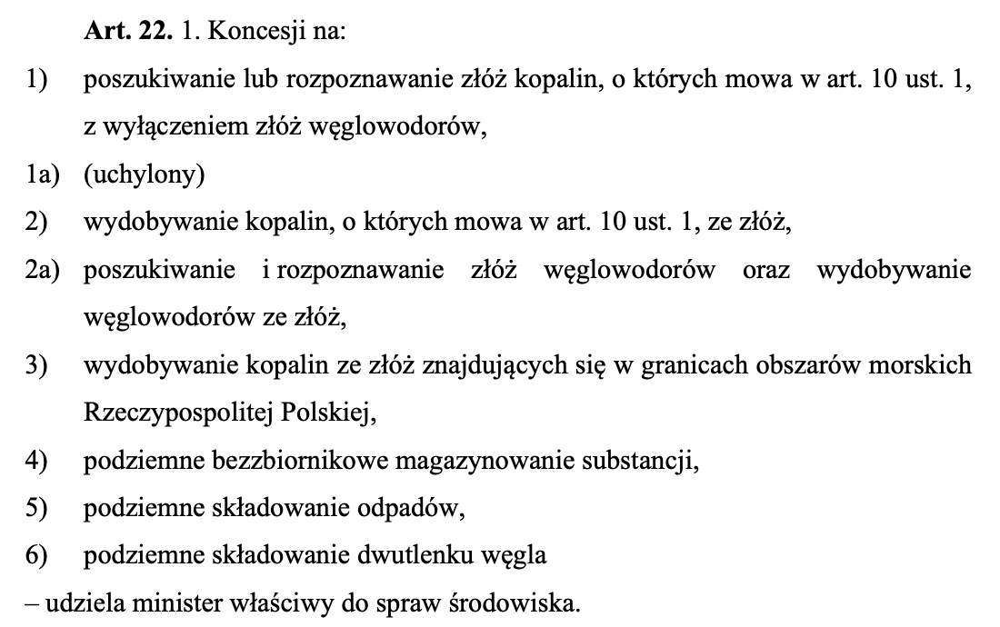 Art. 22. 1. Koncesji na:
1) poszukiwanie lub rozpoznawanie złóż kopalin, o których mowa w art. 10 ust. 1,
z wyłączeniem złóż węglowodorów,
1a) (uchylony)
2) wydobywanie kopalin, o których mowa w art. 10 ust. 1, ze złóż,
2a) poszukiwanie i rozpoznawanie złóż węglowodorów oraz wydobywanie
węglowodorów ze złóż,
3) wydobywanie kopalin ze złóż znajdujących się w granicach obszarów morskich
Rzeczypospolitej Polskiej,
4) podziemne bezzbiornikowe magazynowanie substancji,
5) podziemne składowanie odpadów,
6) podziemne składowanie dwutlenku węgla
– udziela minister właściwy do spraw środowiska.